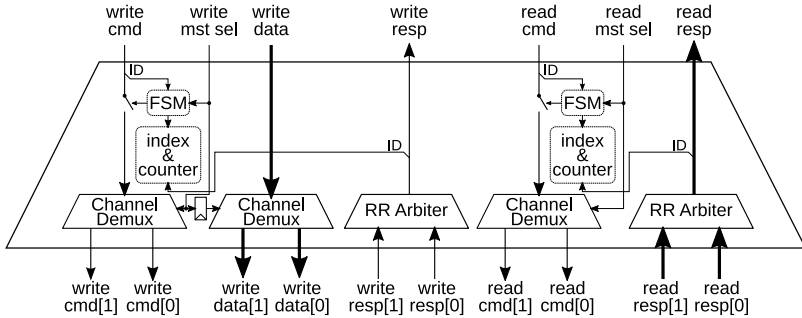 write write write write read read read
cmd mst sel data resp cmd mst sel resp
ID ID
FSM FSM
index index
& ID & ID
counter counter
Channel Channel RR Arbiter Channel RR Arbiter
Demux Demux Demux
write write write write write write read read read read
cmd[1] cmd[0] data[1] data[0] resp[1] resp[0] cmd[1] cmd[0] resp[1] resp[0]